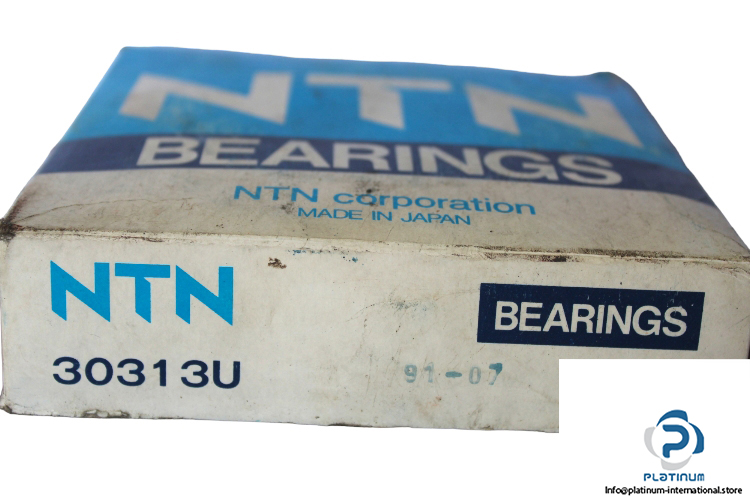 NTN
BEARINGS
NTN corporation
MADE IN JAPAN
NTN
BEARINGS
30313U
91-07
PLATINUM
Info@platinum-international.store